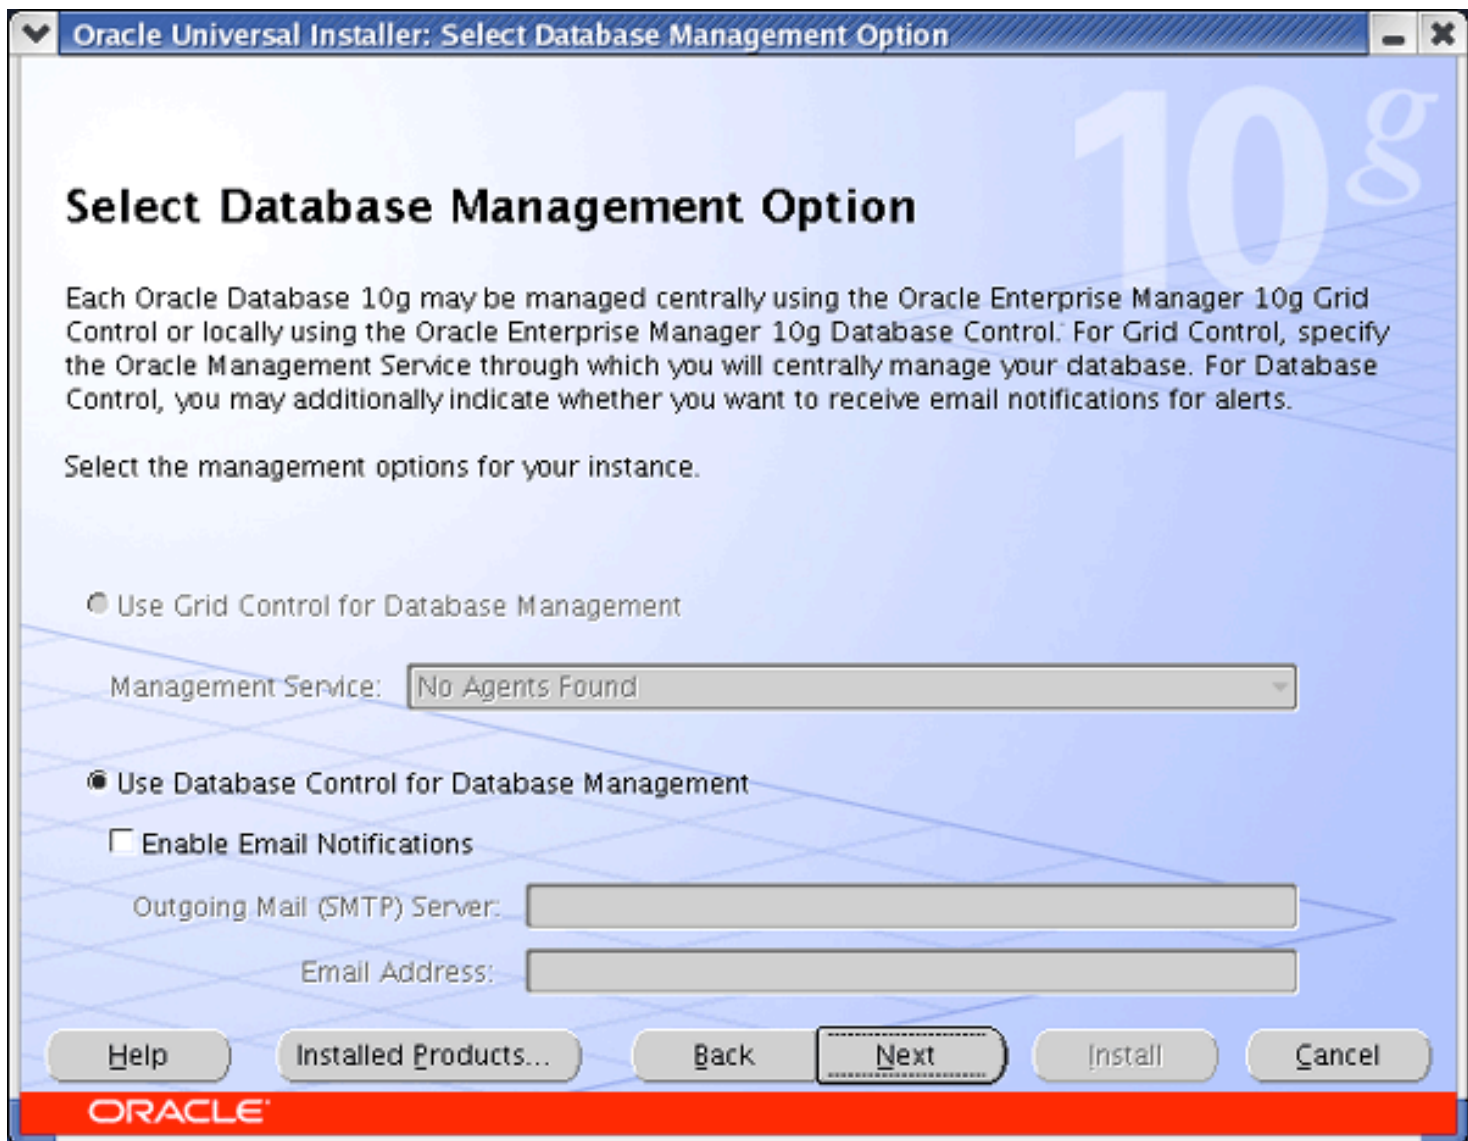 Oracle Universal Installer: Select Database Management Option
10g
Select Database Management Option
Each Oracle Database 10g may be managed centrally using the Oracle Enterprise Manager 10g Grid
Control or locally using the Oracle Enterprise Manager 10g Database Control. For Grid Control, specify
the Oracle Management Service through which you will centrally manage your database. For Database
Control, you may additionally indicate whether you want to receive email notifications for alerts.
Select the management options for your instance.
Use Grid Control for Database Management
Management Service: No Agents Found
Use Database Control for Database Management
Enable Email Notifications
Outgoing Mail (SMTP) Server:
Email Address:
Help Installed Products... Back Next Install Cancel
ORACLE